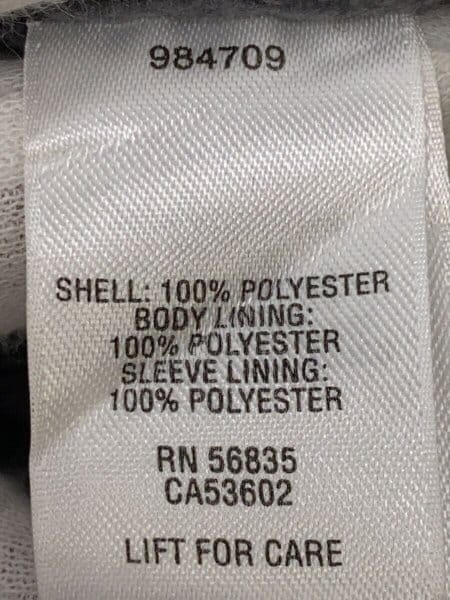 984709
SHELL: 100% POLYESTER
BODY LINING:
100% POLYESTER
SLEEVE LINING:
100% POLYESTER
RN 56835
CA53602
LIFT FOR CARE